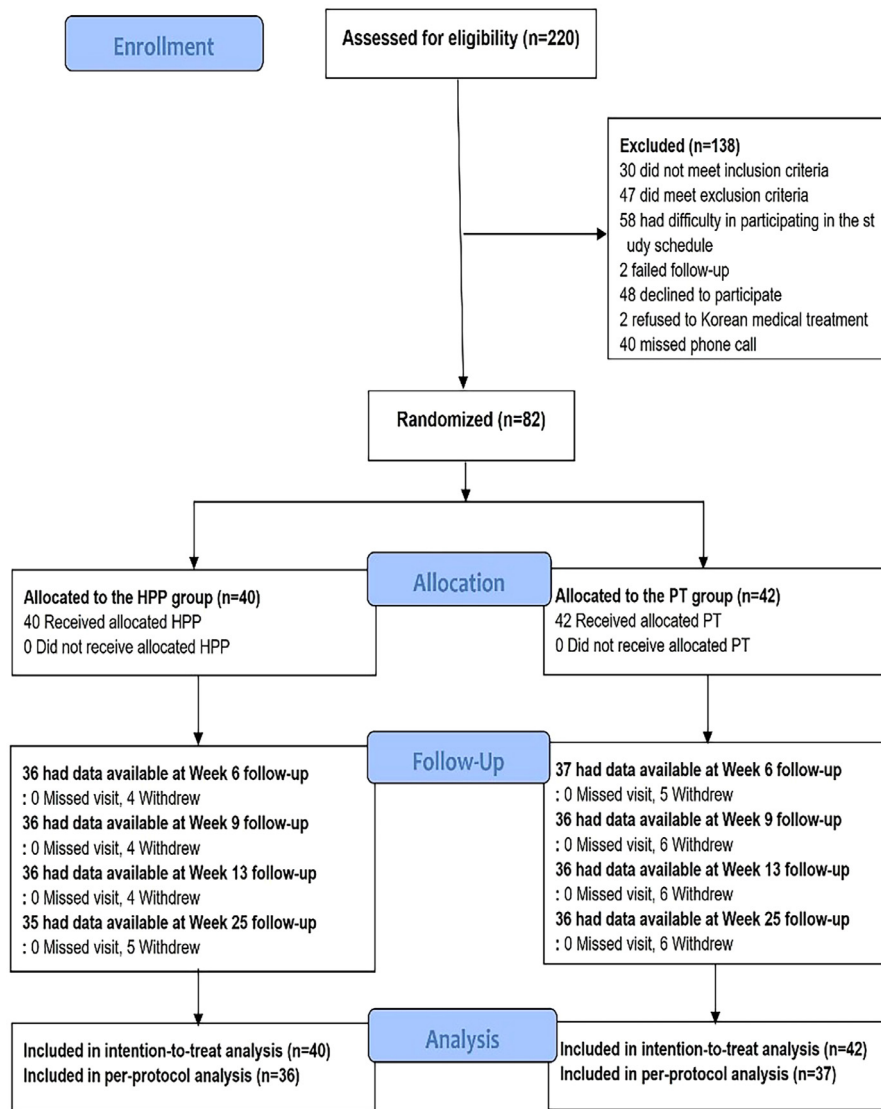 Enrollment
Assessed for eligibility (n=220)
Excluded (n=138)
30 did not meet inclusion criteria
47 did meet exclusion criteria
58 had difficulty in participating in the st
udy schedule
2 failed follow-up
48 declined to participate
2 refused to Korean medical treatment
40 missed phone call
Randomized (n=82)
Allocation
Allocated to the HPP group (n=40)
40 Received allocated HPP
0 Did not receive allocated HPP
Allocated to the PT group (n=42)
42 Received allocated PT
0 Did not receive allocated PT
Follow-Up
36 had data available at Week 6 follow-up
: 0 Missed visit, 4 Withdrew
36 had data available at Week 9 follow-up
: 0 Missed visit, 4 Withdrew
36 had data available at Week 13 follow-up
: 0 Missed visit, 4 Withdrew
35 had data available at Week 25 follow-up
: 0 Missed visit, 5 Withdrew
37 had data available at Week 6 follow-up
: 0 Missed visit, 5 Withdrew
36 had data available at Week 9 follow-up
: 0 Missed visit, 6 Withdrew
36 had data available at Week 13 follow-up
: 0 Missed visit, 6 Withdrew
36 had data available at Week 25 follow-up
: 0 Missed visit, 6 Withdrew
Analysis
Included in intention-to-treat analysis (n=40)
Included in per-protocol analysis (n=36)
Included in intention-to-treat analysis (n=42)
Included in per-protocol analysis (n=37)